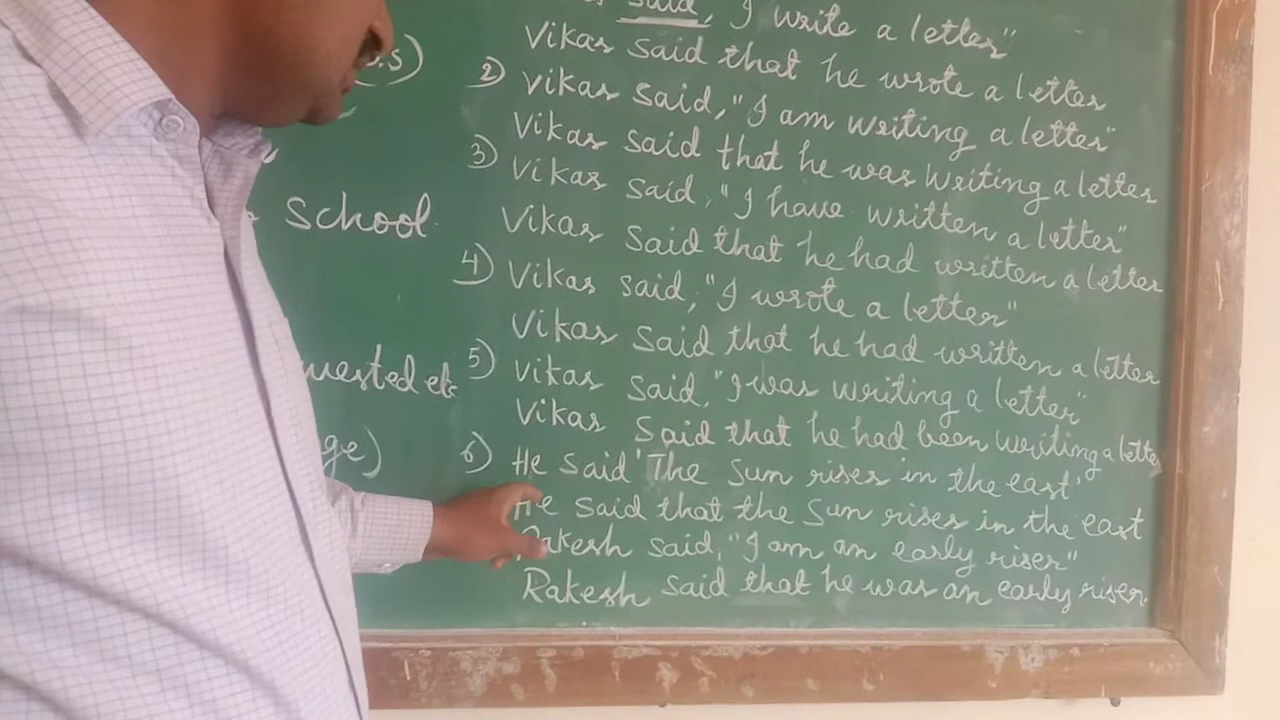 said, I write a letter"
Vikas said that he wrote a letter
2) Vikas said, "I am writing a letter"
Vikas said that he was writing a letter
3) Vikas said, "I have written a letter"
Vikas said that he had written a letter
4) Vikas said, "I wrote a letter"
Vikas said that he had written a letter
5) Vikas said, "I was writing a letter"
Vikas said that he had been writing a letter
6) He said 'The Sun rises in the east'
He said that the Sun rises in the east
Rakesh said, "I am an early riser"
Rakesh said that he was an early riser.
School
etc